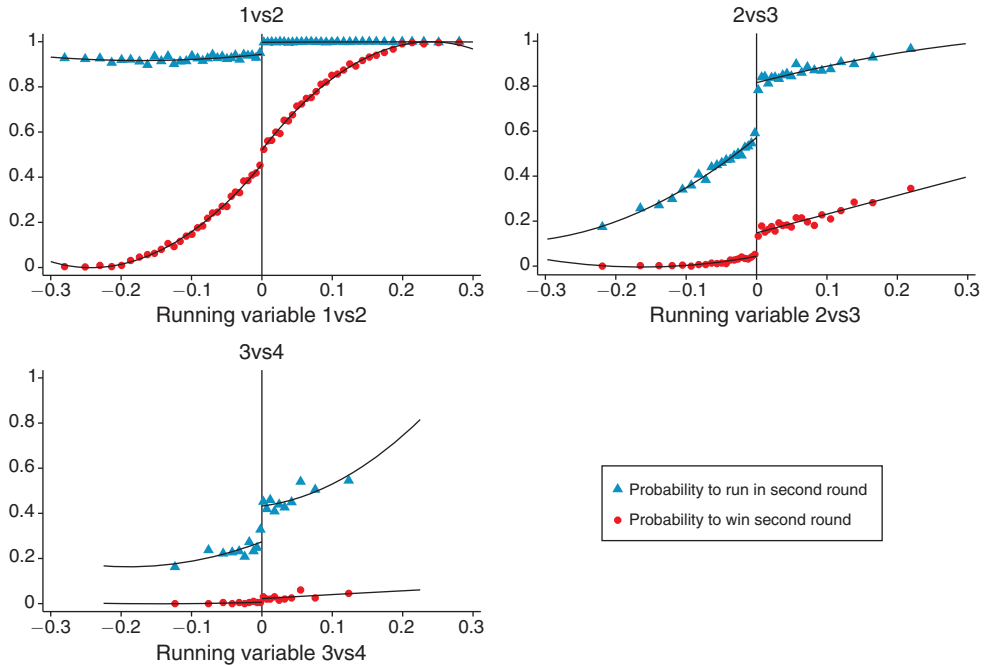 1vs2
1
0.8
0.6
0.4
0.2
0
−0.3 −0.2 −0.1 0 0.1 0.2 0.3
Running variable 1vs2
2vs3
1
0.8
0.6
0.4
0.2
0
−0.3 −0.2 −0.1 0 0.1 0.2 0.3
Running variable 2vs3
3vs4
1
0.8
0.6
0.4
0.2
0
−0.3 −0.2 −0.1 0 0.1 0.2 0.3
Running variable 3vs4
Probability to run in second round
Probability to win second round